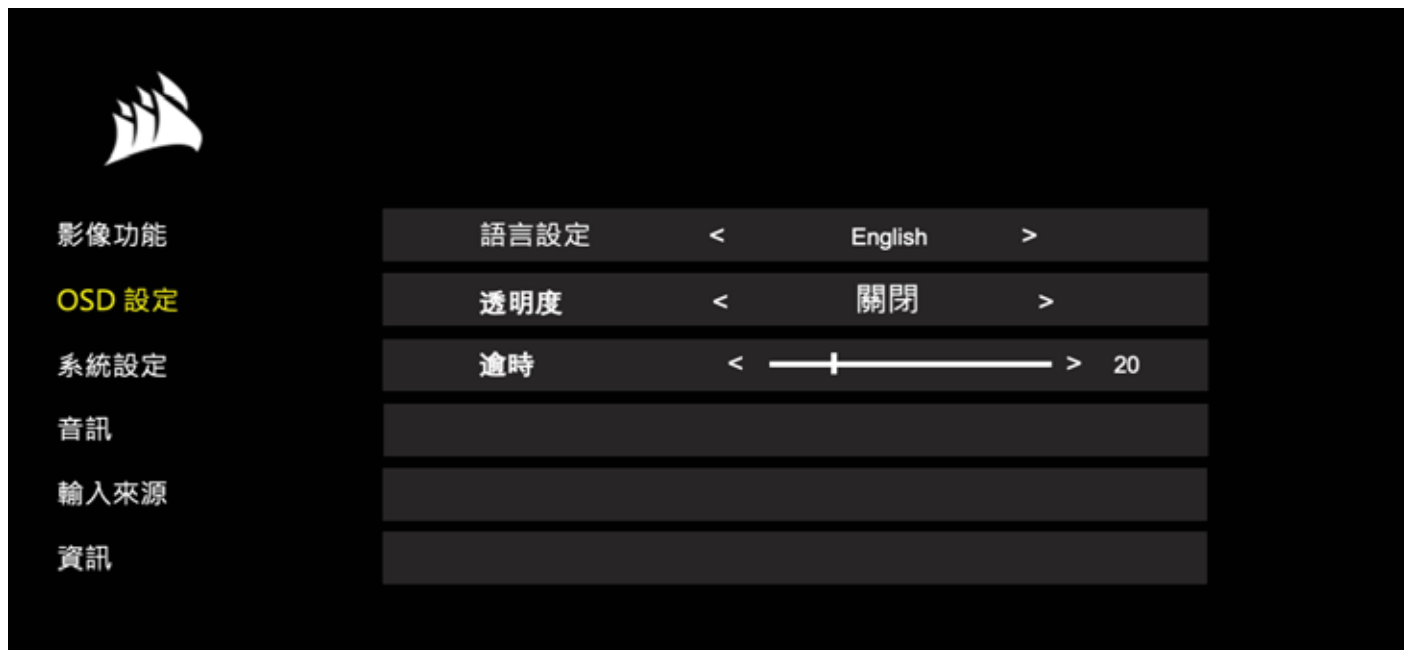 影像功能 語言設定 < English >
OSD 設定 透明度 < 關閉 >
系統設定 逾時 < > 20
音訊
輸入來源
資訊